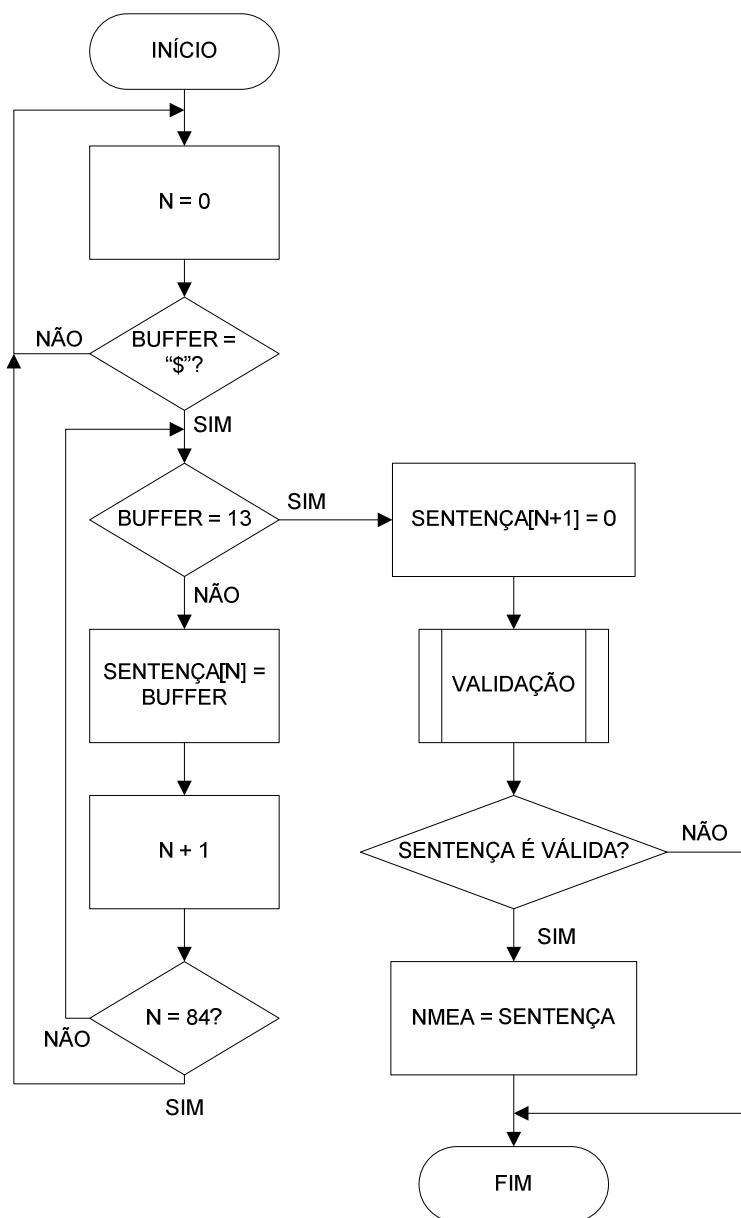 INÍCIO
N = 0
BUFFER =
“$”?
NÃO
SIM
BUFFER = 13
SIM
NÃO
SENTENÇA[N] =
BUFFER
N + 1
N = 84?
NÃO
SIM
SENTENÇA[N+1] = 0
VALIDAÇÃO
SENTENÇA É VÁLIDA?
NÃO
SIM
NMEA = SENTENÇA
FIM